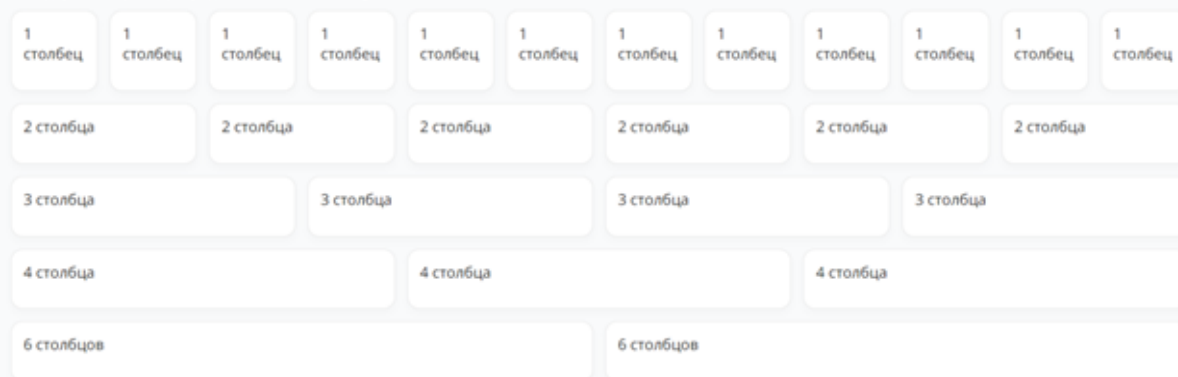 1 1 1 1 1 1 1 1 1 1 1 1
столбец столбец столбец столбец столбец столбец столбец столбец столбец столбец столбец столбец
2 столбца 2 столбца 2 столбца 2 столбца 2 столбца 2 столбца
3 столбца 3 столбца 3 столбца 3 столбца
4 столбца 4 столбца 4 столбца
6 столбцов 6 столбцов